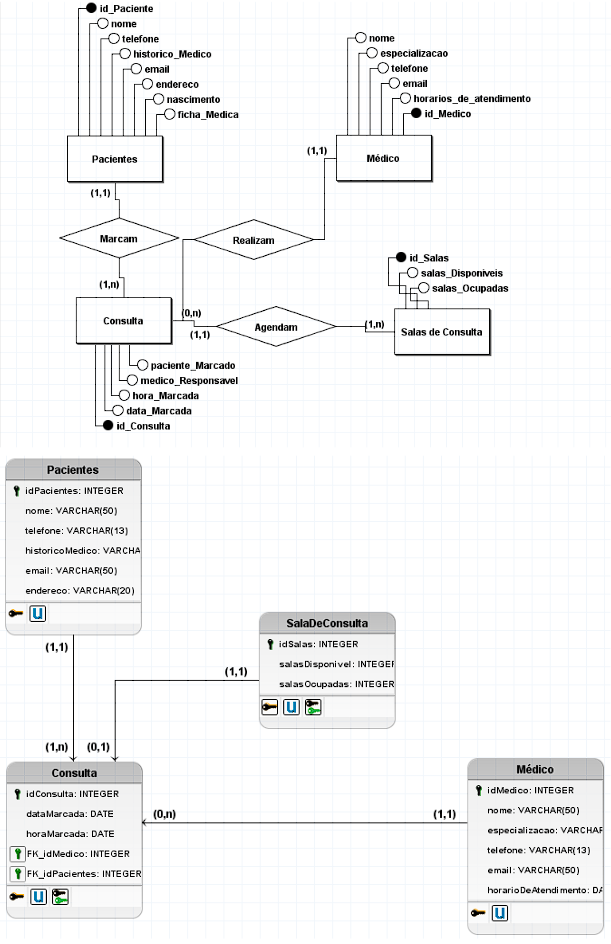 id_Paciente
nome
telefone
historico_Medico
email
endereco
nascimento
ficha_Medica
Pacientes
nome
especializacao
telefone
email
horarios_de_atendimento
id_Medico
(1,1)
Médico
(1,1)
Marcam
Realizam
(1,n)
id_Salas
salas_Disponiveis
salas_Ocupadas
Consulta
(0,n)
(1,1)
Agendam
(1,n)
Salas de Consulta
paciente_Marcado
medico_Responsavel
hora_Marcada
data_Marcada
id_Consulta
Pacientes
idPacientes: INTEGER
nome: VARCHAR(50)
telefone: VARCHAR(13)
historicoMedico: VARCHA
email: VARCHAR(50)
endereco: VARCHAR(20)
(1,1)
SalaDeConsulta
idSalas: INTEGER
salasDisponivel: INTEGER
salasOcupadas: INTEGER
(1,1)
(1,n)
(0,1)
Consulta
idConsulta: INTEGER
dataMarcada: DATE
horaMarcada: DATE
FK_idMedico: INTEGER
FK_idPacientes: INTEGER
(0,n)
(1,1)
Médico
idMedico: INTEGER
nome: VARCHAR(50)
especializacao: VARCHAR
telefone: VARCHAR(13)
email: VARCHAR(50)
horarioDeAtendimento: DA